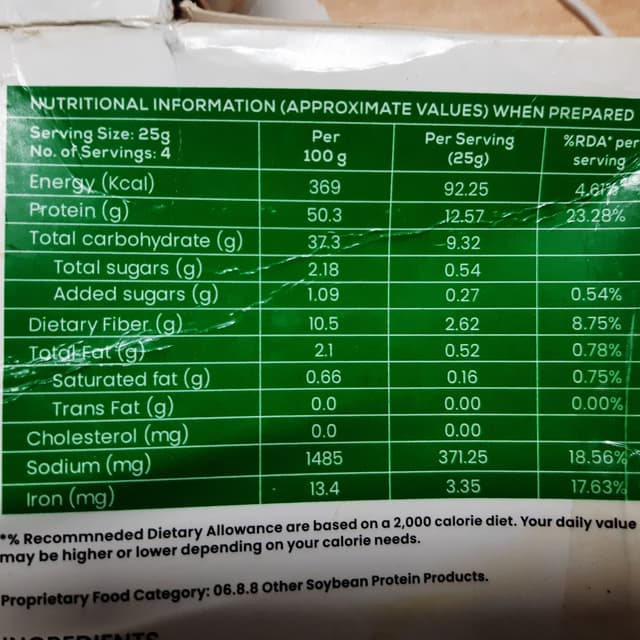 NUTRITIONAL INFORMATION (APPROXIMATE VALUES) WHEN PREPARED
Serving Size: 25g
No. of Servings: 4
Per 100 g
Per Serving (25g)
%RDA* per serving
Energy (Kcal) 369 92.25 4.61%
Protein (g) 50.3 12.57 23.28%
Total carbohydrate (g) 37.3 9.32
Total sugars (g) 2.18 0.54
Added sugars (g) 1.09 0.27 0.54%
Dietary Fiber (g) 10.5 2.62 8.75%
Total Fat (g) 2.1 0.52 0.78%
Saturated fat (g) 0.66 0.16 0.75%
Trans Fat (g) 0.0 0.00 0.00%
Cholesterol (mg) 0.0 0.00
Sodium (mg) 1485 371.25 18.56%
Iron (mg) 13.4 3.35 17.63%
*% Recommneded Dietary Allowance are based on a 2,000 calorie diet. Your daily value
may be higher or lower depending on your calorie needs.
Proprietary Food Category: 06.8.8 Other Soybean Protein Products.
INGREDIENTS